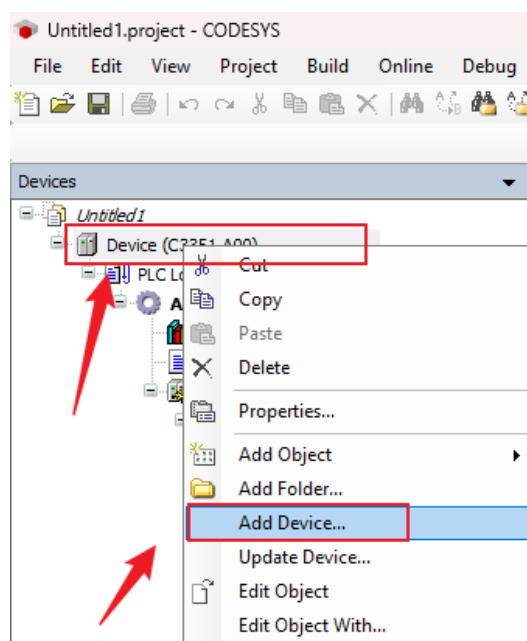 Untitled1.project - CODESYS
File Edit View Project Build Online Debug
Devices
Untitled1
Device (C3351-A00)
PLC Lo
A
Cut
Copy
Paste
Delete
Properties...
Add Object
Add Folder...
Add Device...
Update Device...
Edit Object
Edit Object With...